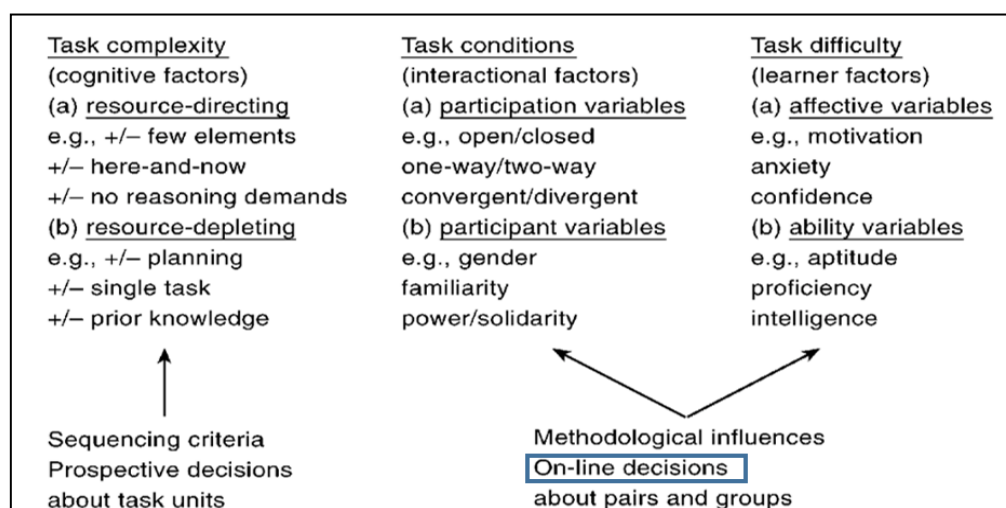 Task complexity
(cognitive factors)
(a) resource-directing
e.g., +/– few elements
+/– here-and-now
+/– no reasoning demands
(b) resource-depleting
e.g., +/– planning
+/– single task
+/– prior knowledge
Sequencing criteria
Prospective decisions
about task units
Task conditions
(interactional factors)
(a) participation variables
e.g., open/closed
one-way/two-way
convergent/divergent
(b) participant variables
e.g., gender
familiarity
power/solidarity
Task difficulty
(learner factors)
(a) affective variables
e.g., motivation
anxiety
confidence
(b) ability variables
e.g., aptitude
proficiency
intelligence
Methodological influences
On-line decisions
about pairs and groups